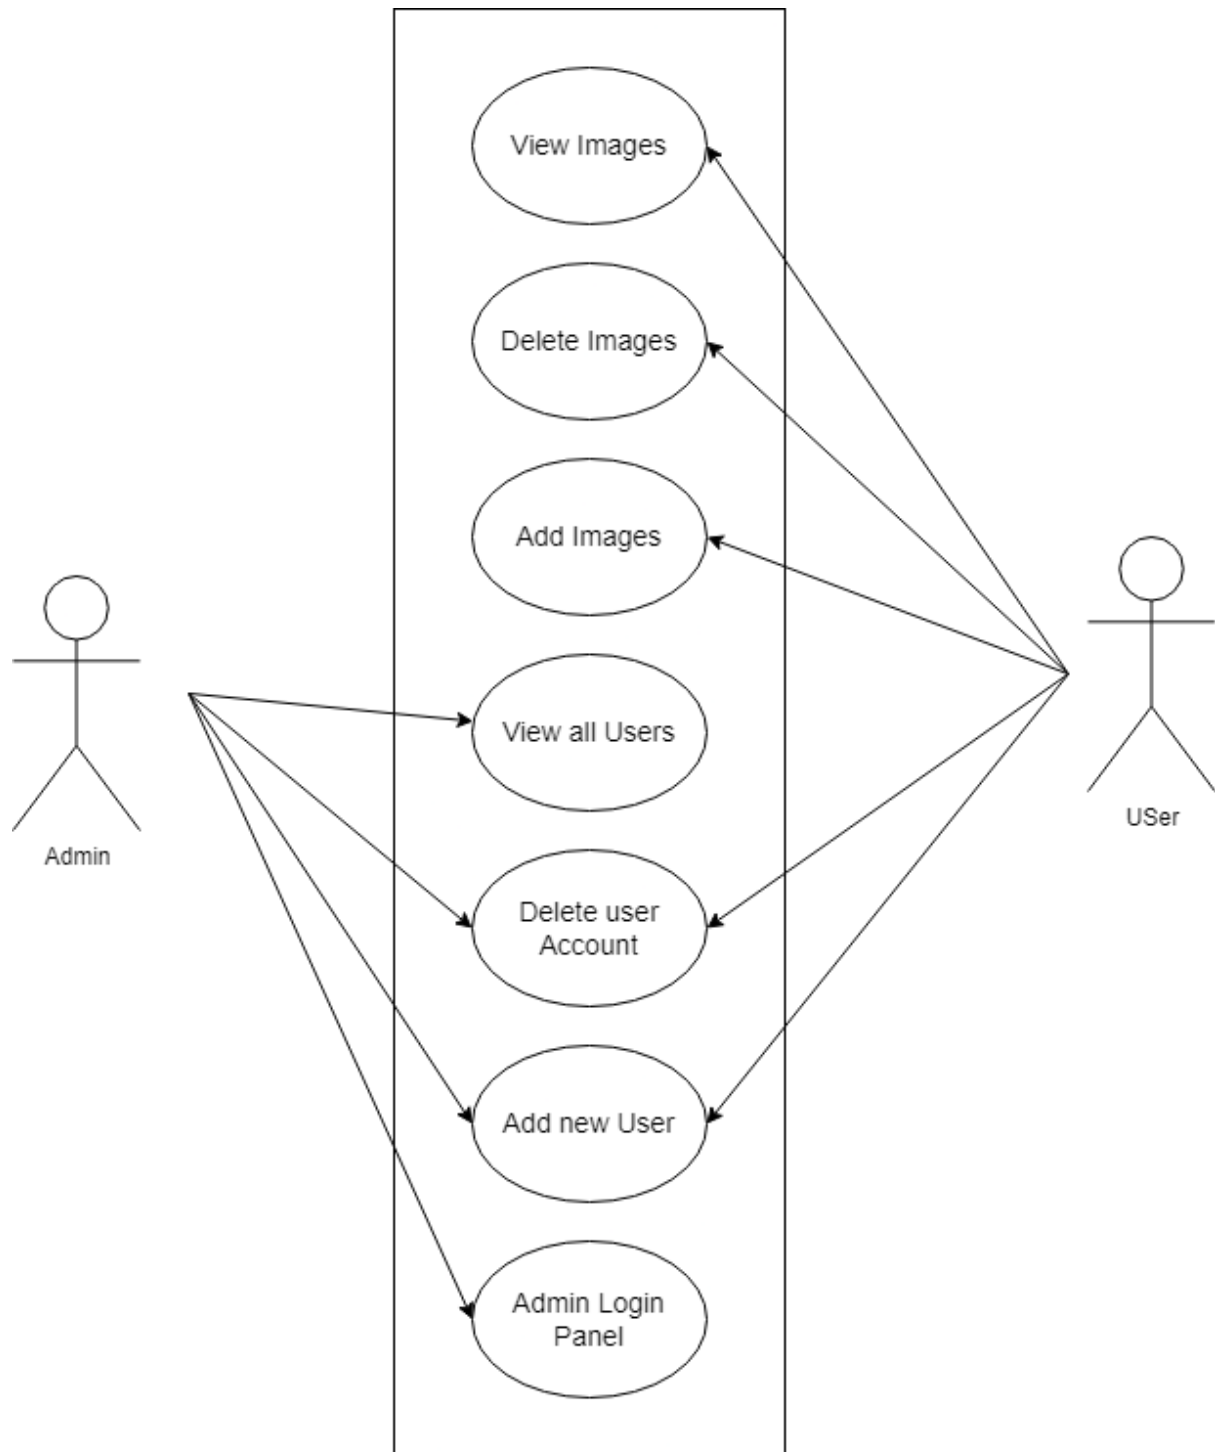 View Images
Delete Images
Add Images
View all Users
Admin
USer
Delete user
Account
Add new User
Admin Login
Panel